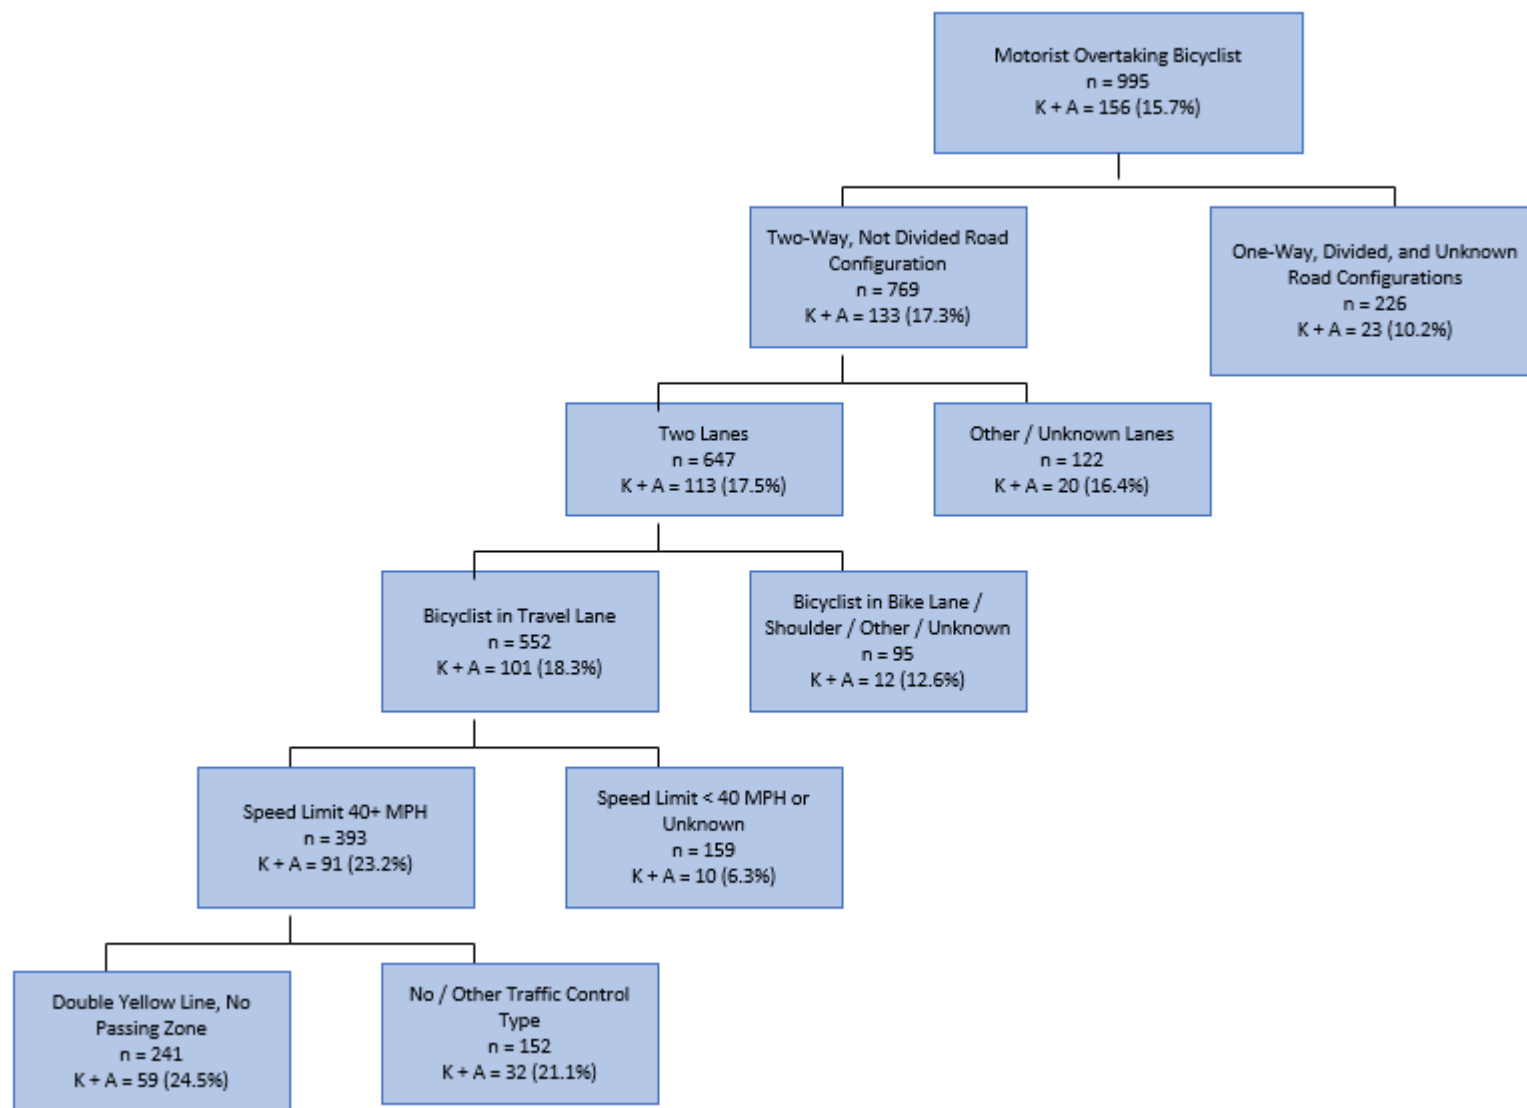 Motorist Overtaking Bicyclist
n = 995
K + A = 156 (15.7%)
Two-Way, Not Divided Road
Configuration
n = 769
K + A = 133 (17.3%)
One-Way, Divided, and Unknown
Road Configurations
n = 226
K + A = 23 (10.2%)
Two Lanes
n = 647
K + A = 113 (17.5%)
Other / Unknown Lanes
n = 122
K + A = 20 (16.4%)
Bicyclist in Travel Lane
n = 552
K + A = 101 (18.3%)
Bicyclist in Bike Lane /
Shoulder / Other / Unknown
n = 95
K + A = 12 (12.6%)
Speed Limit 40+ MPH
n = 393
K + A = 91 (23.2%)
Speed Limit < 40 MPH or
Unknown
n = 159
K + A = 10 (6.3%)
Double Yellow Line, No
Passing Zone
n = 241
K + A = 59 (24.5%)
No / Other Traffic Control
Type
n = 152
K + A = 32 (21.1%)